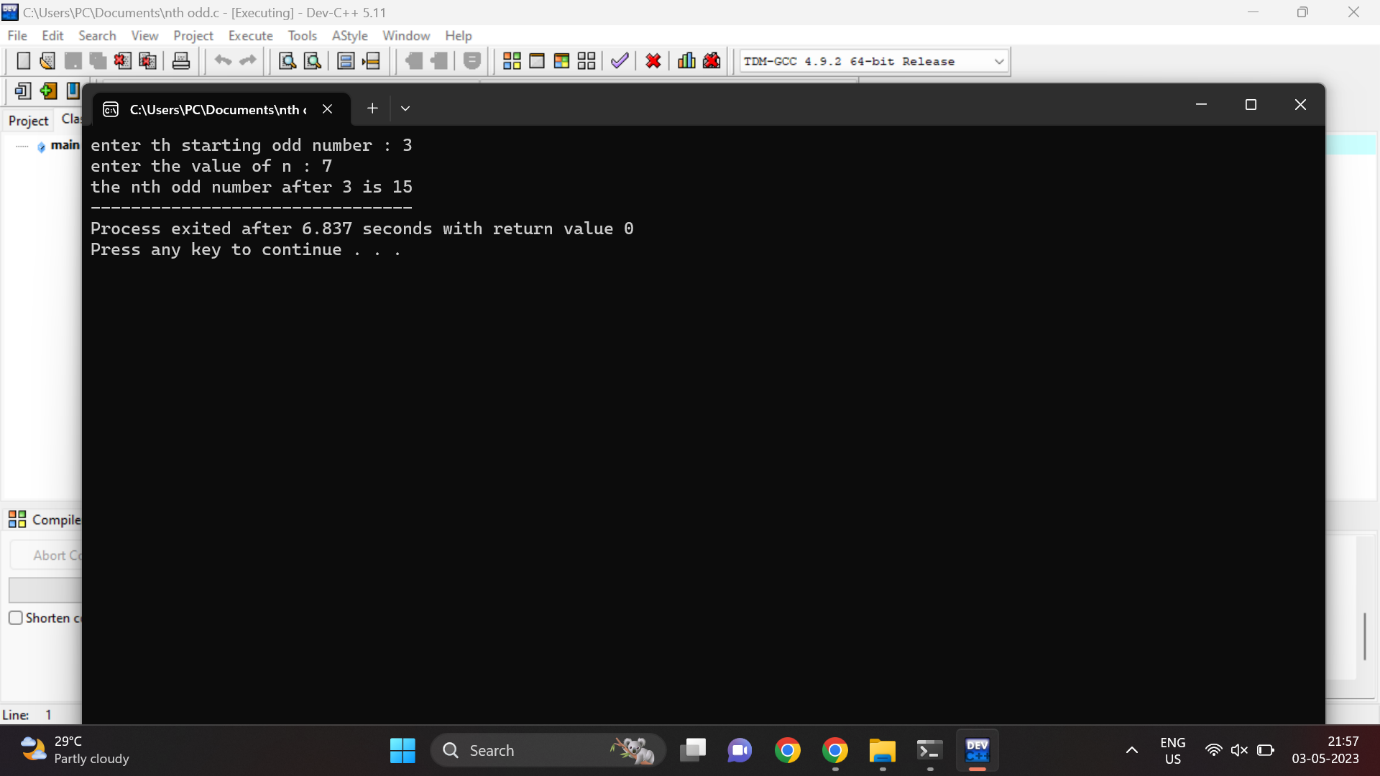 C:\Users\PC\Documents\nth odd.c - [Executing] - Dev-C++ 5.11
File Edit Search View Project Execute Tools AStyle Window Help
TDM-GCC 4.9.2 64-bit Release
Project
main
C:\Users\PC\Documents\nth
enter th starting odd number : 3
enter the value of n : 7
the nth odd number after 3 is 15
--------------------------------
Process exited after 6.837 seconds with return value 0
Press any key to continue . . .
Compile
Abort
Shorten
Line: 1
29°C
Partly cloudy
Search
DEV
ENG
US
21:57
03-05-2023